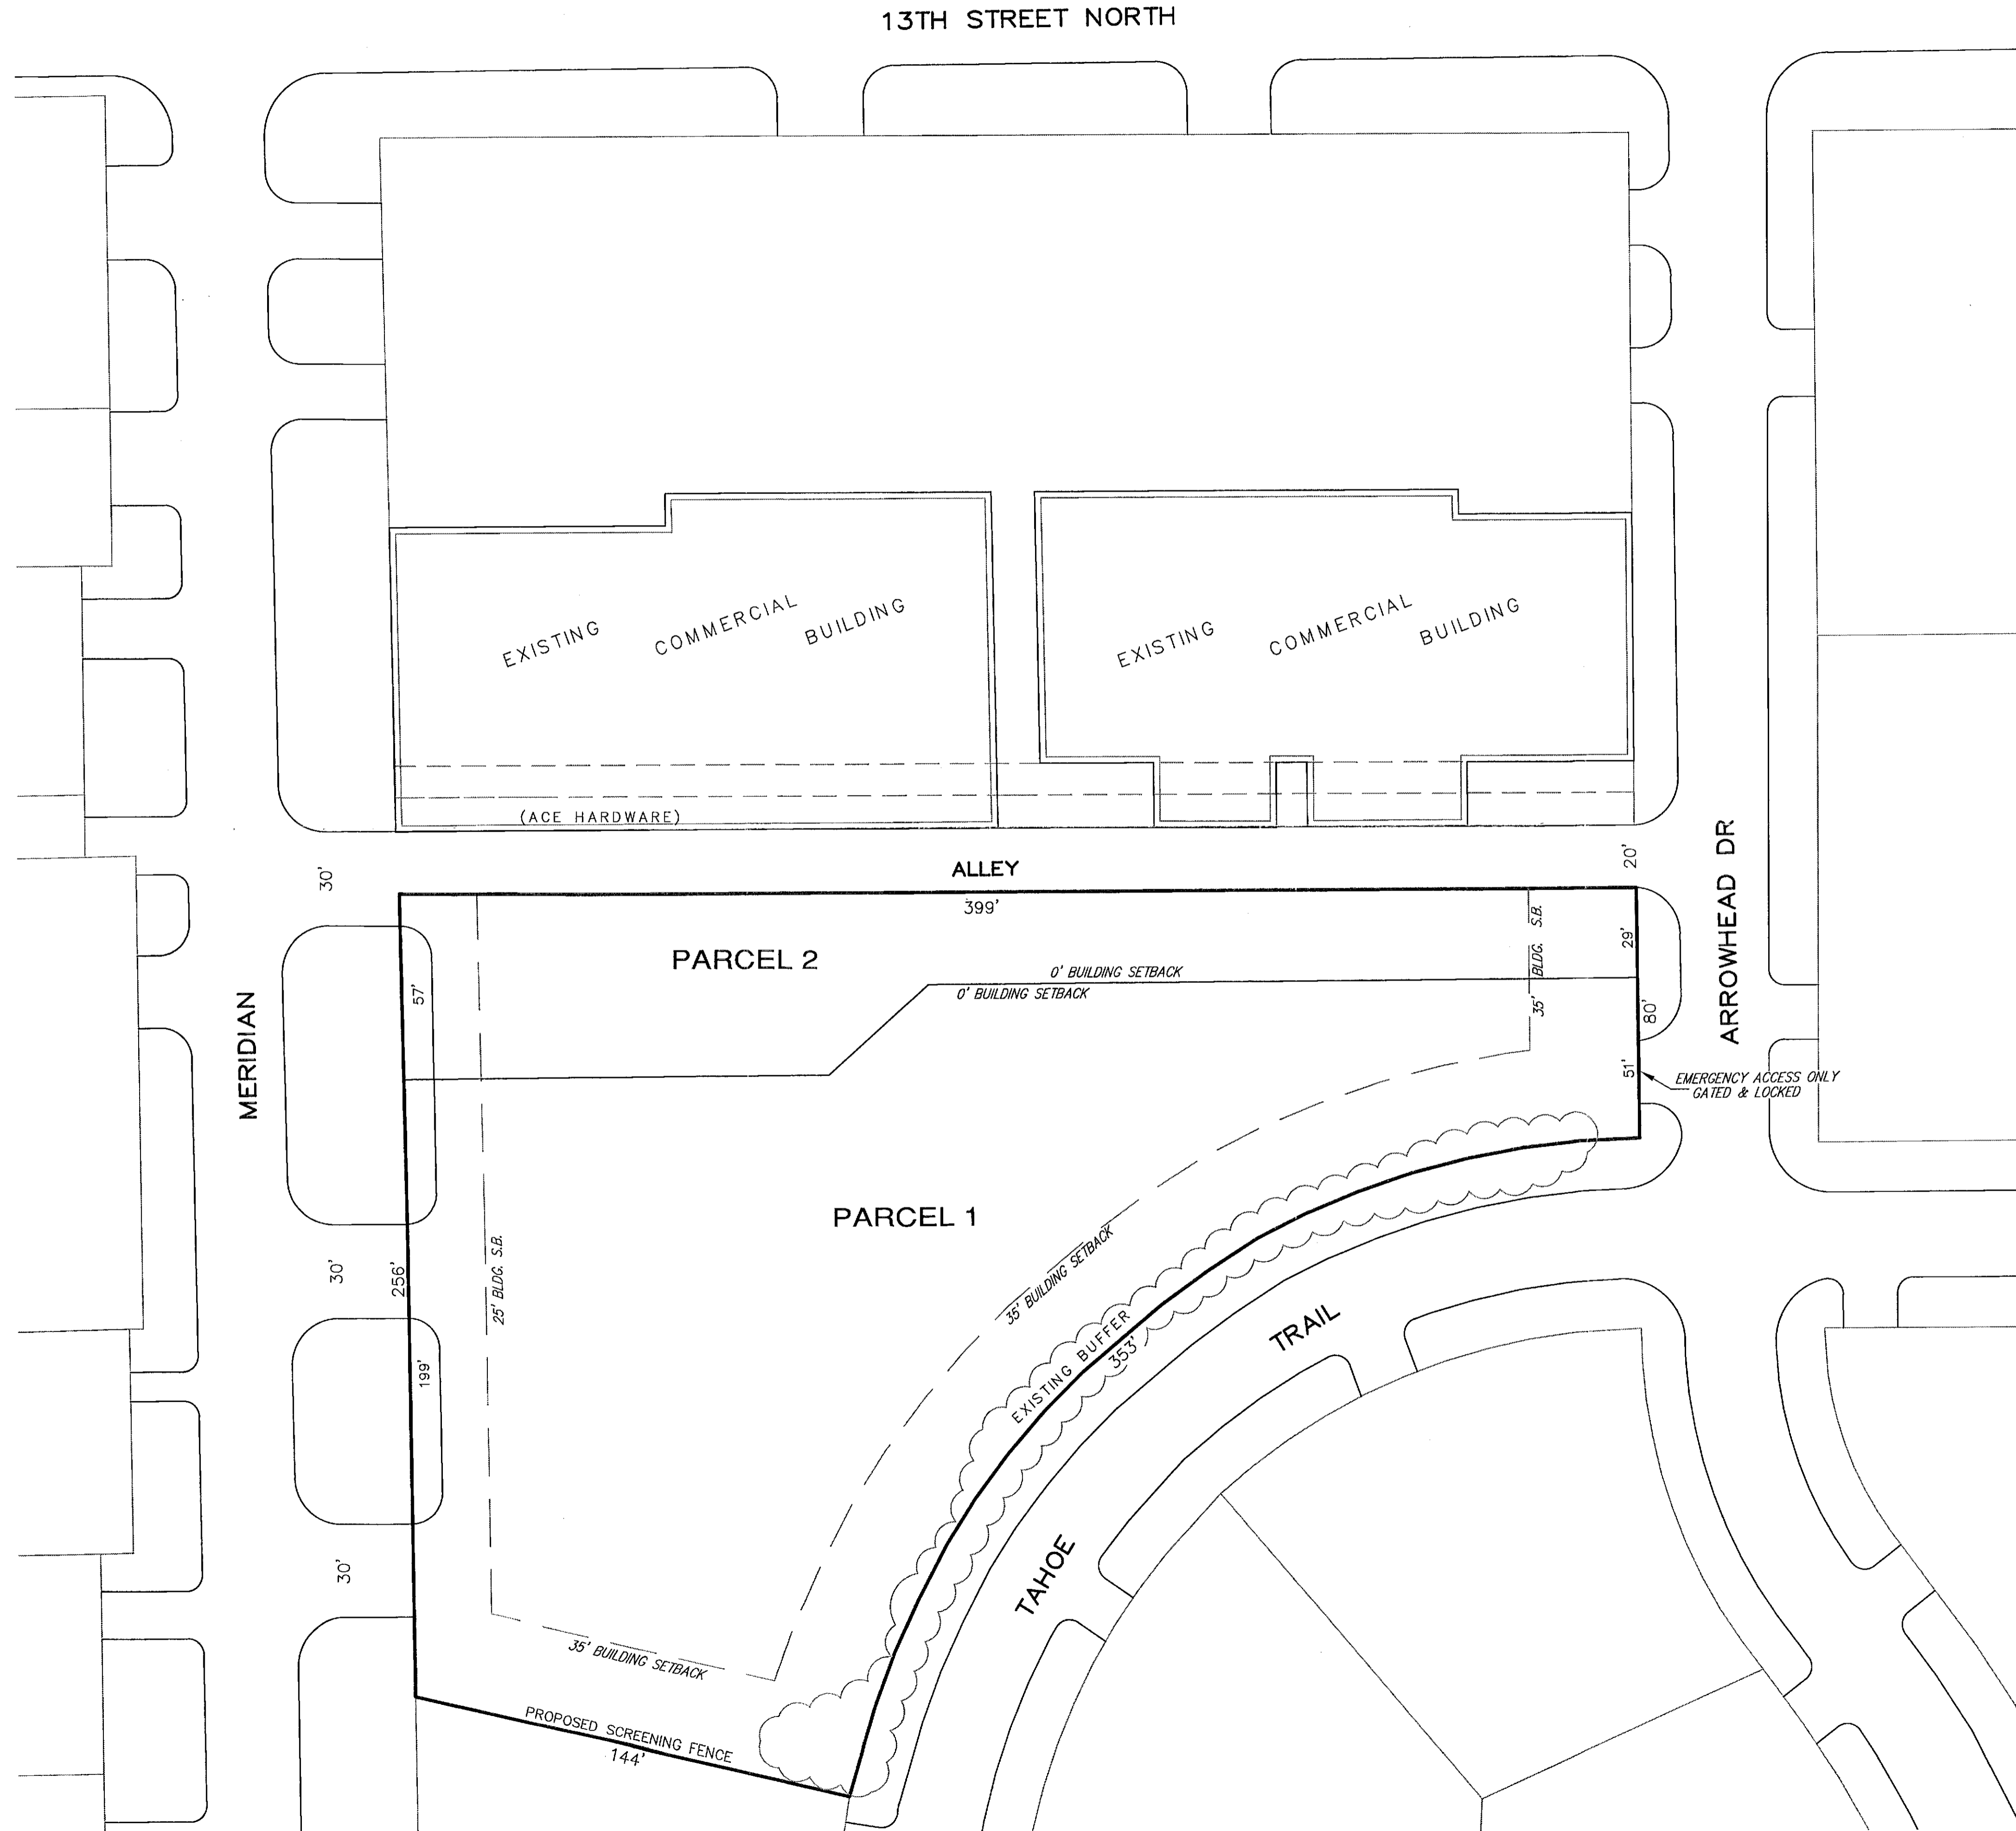 13TH STREET NORTH
EXISTING COMMERCIAL BUILDING
EXISTING COMMERCIAL BUILDING
(ACE HARDWARE)
30'
ALLEY
20'
399'
ARROWHEAD DR
PARCEL 2
29'
35' BLDG. S.B.
0' BUILDING SETBACK
0' BUILDING SETBACK
57'
80'
MERIDIAN
51'
EMERGENCY ACCESS ONLY
GATED & LOCKED
PARCEL 1
30'
256'
25' BLDG. S.B.
35' BUILDING SETBACK
TRAIL
EXISTING BUFFER
353'
199'
30'
TAHOE
35' BUILDING SETBACK
PROPOSED SCREENING FENCE
144'